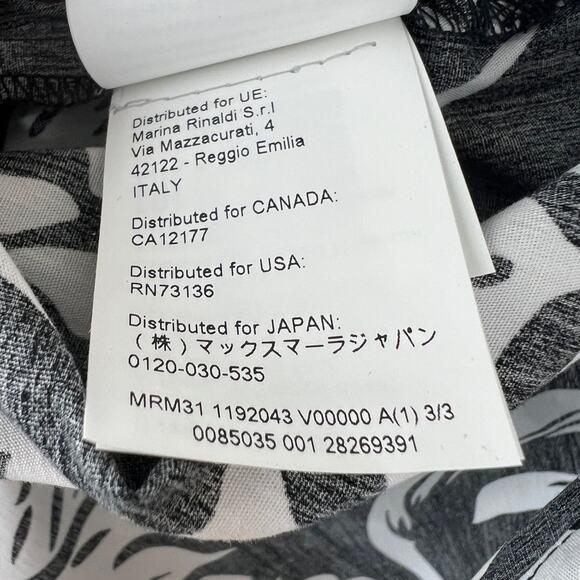 Distributed for UE:
Marina Rinaldi S.r.l
Via Mazzacurati, 4
42122 - Reggio Emilia
ITALY
Distributed for CANADA:
CA12177
Distributed for USA:
RN73136
Distributed for JAPAN:
(株)マックスマーラジャパン
0120-030-535
MRM31 1192043 V00000 A(1) 3/3
0085035 001 28269391